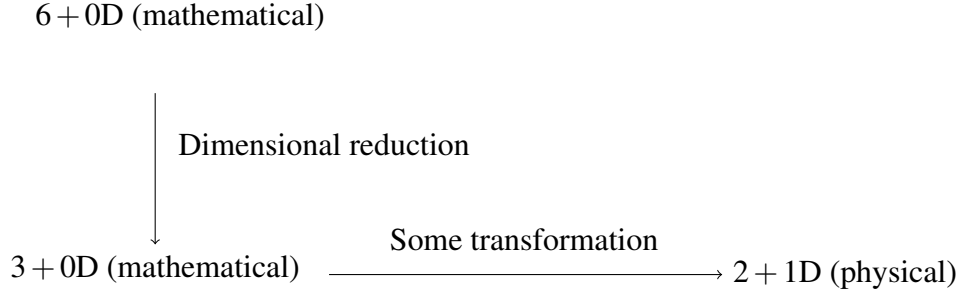 6 + 0D (mathematical)
Dimensional reduction
Some transformation
3 + 0D (mathematical)
2 + 1D (physical)